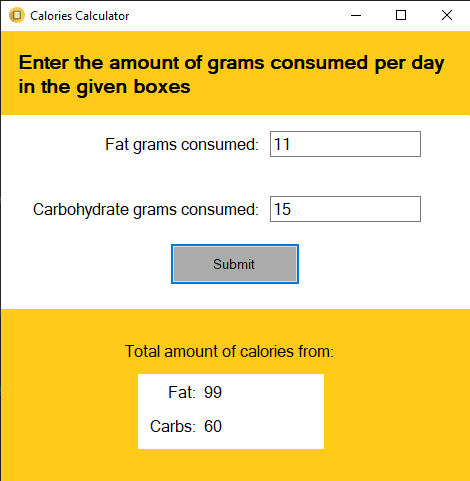 Calories Calculator
Enter the amount of grams consumed per day
in the given boxes
Fat grams consumed: 11
Carbohydrate grams consumed: 15
Submit
Total amount of calories from:
Fat: 99
Carbs: 60